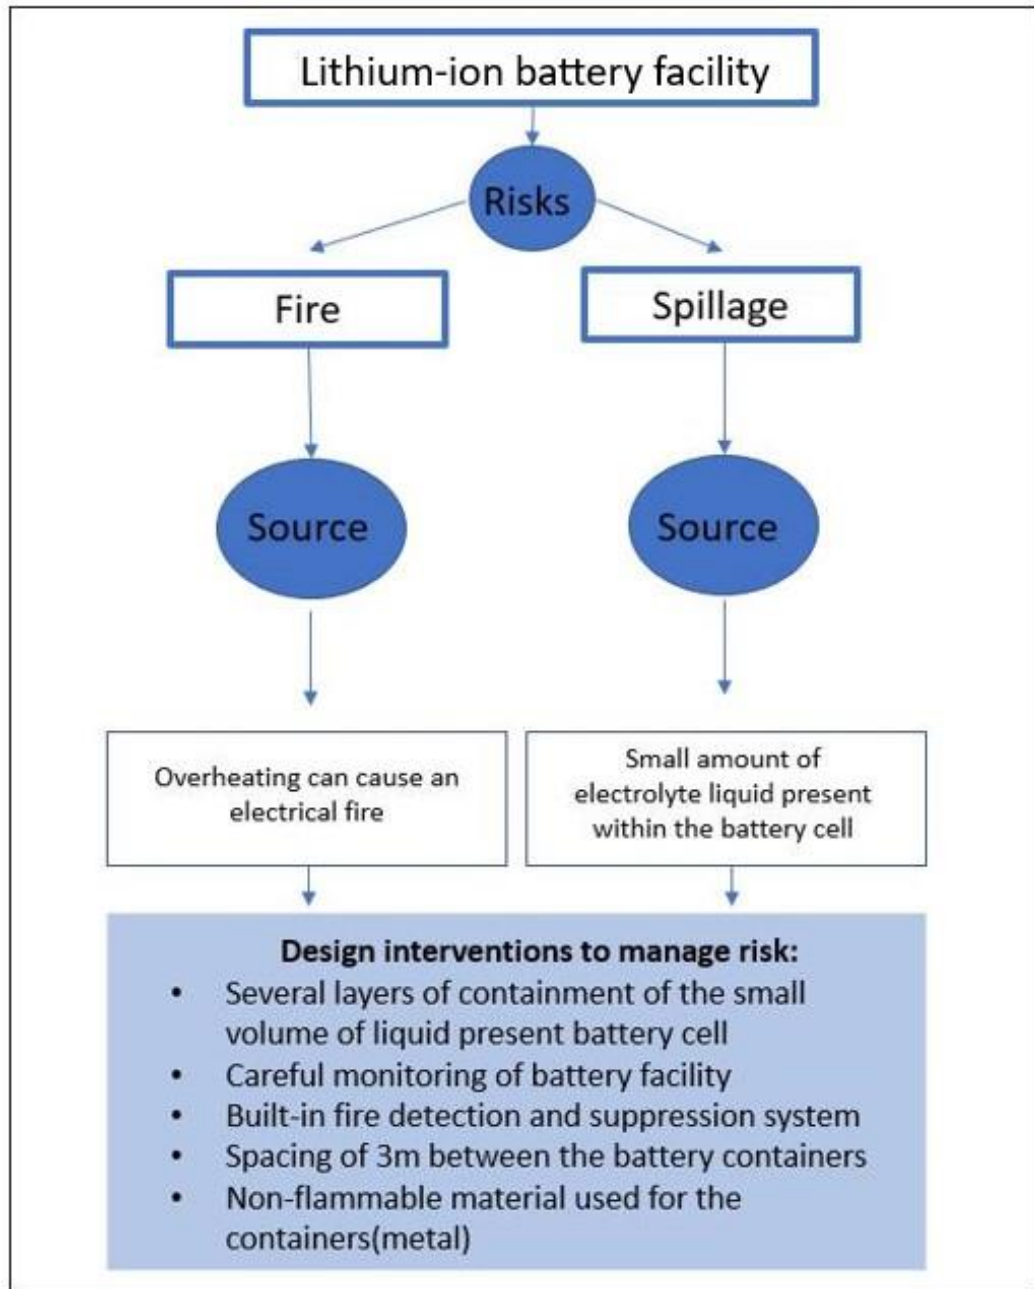 Lithium-ion battery facility
Risks
Fire
Spillage
Source
Source
Overheating can cause an
electrical fire
Small amount of
electrolyte liquid present
within the battery cell
Design interventions to manage risk:
• Several layers of containment of the small
volume of liquid present battery cell
• Careful monitoring of battery facility
• Built-in fire detection and suppression system
• Spacing of 3m between the battery containers
• Non-flammable material used for the
containers(metal)